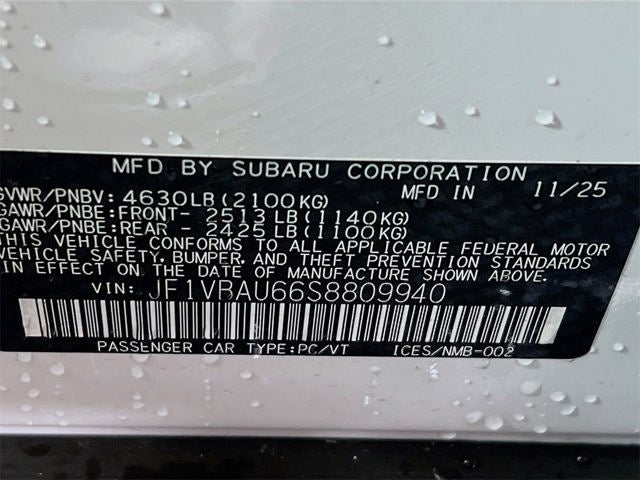 MFD BY SUBARU CORPORATION
GVWR/PNBV: 4630LB(2100KG) MFD IN 11/25
GAWR/PNBE:FRONT- 2513LB(1140KG)
GAWR/PNBE:REAR - 2425LB(1100KG)
THIS VEHICLE CONFORMS TO ALL APPLICABLE FEDERAL MOTOR
VEHICLE SAFETY, BUMPER, AND THEFT PREVENTION STANDARDS
IN EFFECT ON THE DATE OF MANUFACTURE SHOWN ABOVE.
VIN: JF1VBAU66S8809940
PASSENGER CAR TYPE:PC/VT ICES/NMB-002